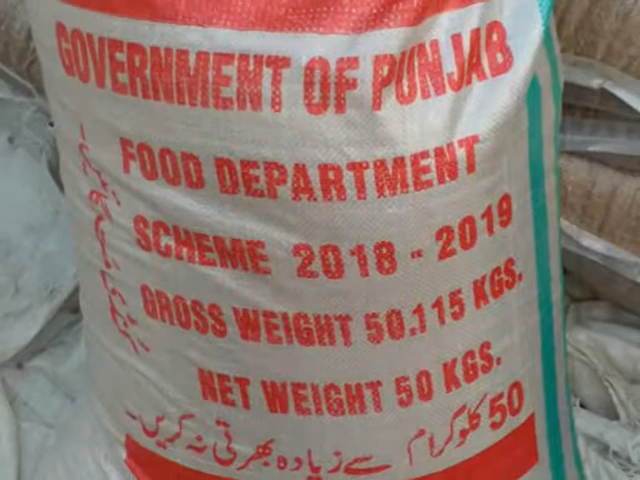 GOVERNMENT OF PUNJAB
FOOD DEPARTMENT
SCHEME 2018 - 2019
GROSS WEIGHT 50.115 KGS.
NET WEIGHT 50 KGS.
50 کلوگرام سے زیادہ بھرتی نہ کریں۔